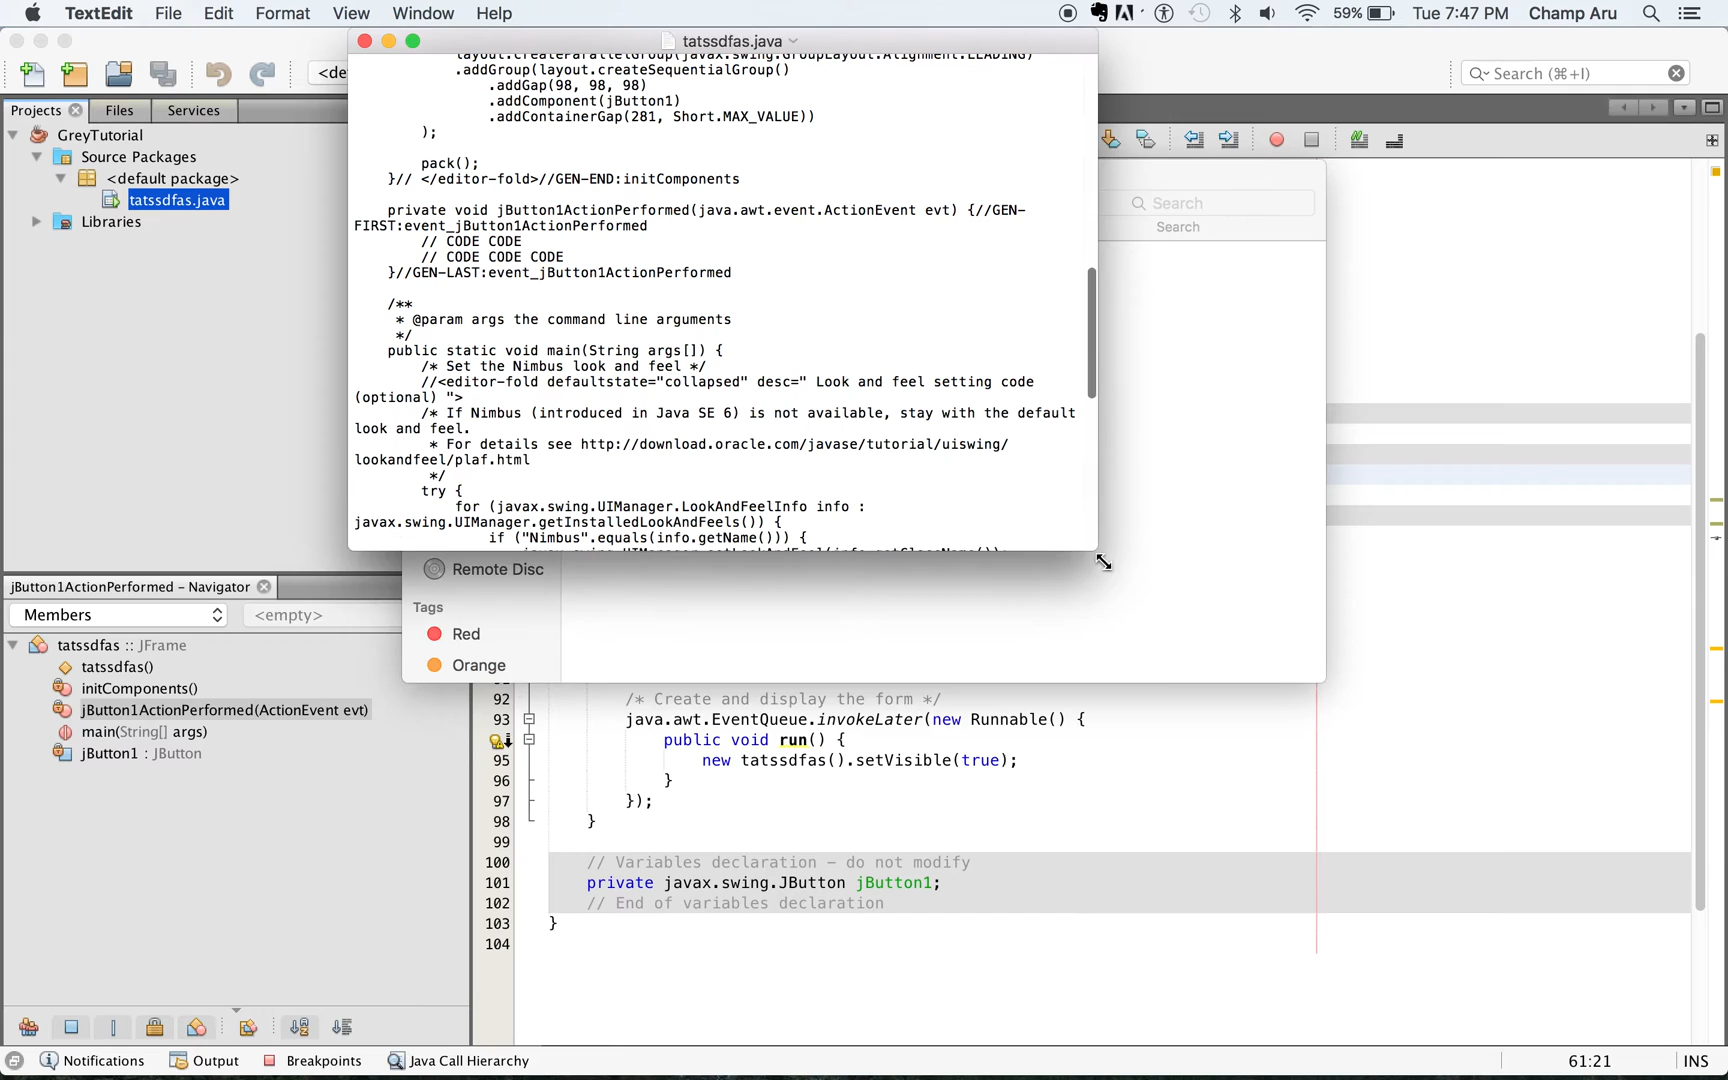 TextEdit File Edit Format View Window Help
59% Tue 7:47 PM Champ Aru
tatssdfas.java
<de
Search (⌘+I)
Projects Files Services
GreyTutorial
Source Packages
<default package>
tatssdfas.java
Libraries
layout.createParallelGroup(javax.swing.GroupLayout.Alignment.LEADING)
.addGroup(layout.createSequentialGroup()
.addGap(98, 98, 98)
.addComponent(jButton1)
.addContainerGap(281, Short.MAX_VALUE))
);
pack();
}// </editor-fold>//GEN-END:initComponents
private void jButton1ActionPerformed(java.awt.event.ActionEvent evt) {//GEN-
FIRST:event_jButton1ActionPerformed
// CODE CODE
// CODE CODE CODE
}//GEN-LAST:event_jButton1ActionPerformed
/**
* @param args the command line arguments
*/
public static void main(String args[]) {
/* Set the Nimbus look and feel */
//<editor-fold defaultstate="collapsed" desc=" Look and feel setting code
(optional) ">
/* If Nimbus (introduced in Java SE 6) is not available, stay with the default
look and feel.
* For details see http://download.oracle.com/javase/tutorial/uiswing/
lookandfeel/plaf.html
*/
try {
for (javax.swing.UIManager.LookAndFeelInfo info :
javax.swing.UIManager.getInstalledLookAndFeels()) {
if ("Nimbus".equals(info.getName())) {
Search
Search
Remote Disc
Tags
Red
Orange
jButton1ActionPerformed – Navigator
Members <empty>
tatssdfas :: JFrame
tatssdfas()
initComponents()
jButton1ActionPerformed(ActionEvent evt)
main(String[] args)
jButton1 : JButton
92 /* Create and display the form */
93 java.awt.EventQueue.invokeLater(new Runnable() {
public void run() {
95 new tatssdfas().setVisible(true);
96 }
97 });
98 }
99
100 // Variables declaration – do not modify
101 private javax.swing.JButton jButton1;
102 // End of variables declaration
103 }
104
Notifications Output Breakpoints Java Call Hierarchy
61:21 INS